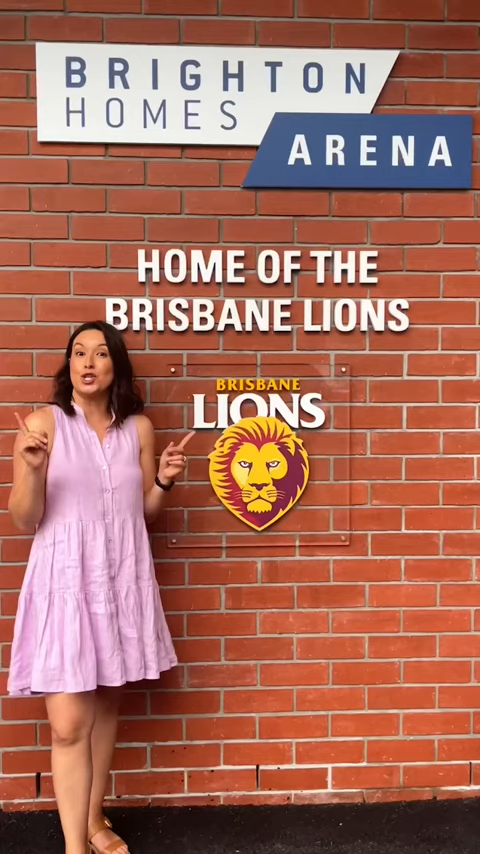 BRIGHTON
HOMES
ARENA
HOME OF THE
BRISBANE LIONS
BRISBANE
LIONS